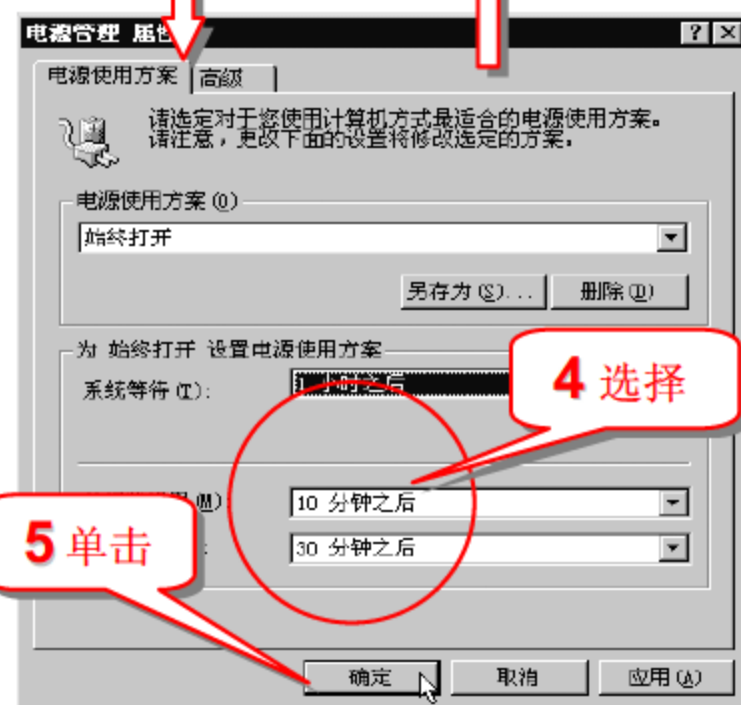 电源管理 属性
电源使用方案
高级
请选定对于您使用计算机方式最适合的电源使用方案。
请注意，更改下面的设置将修改选定的方案。
电源使用方案(O)
始终打开
另存为(S)...
删除(D)
为 始终打开 设置电源使用方案
系统等待(T):
1 小时之后
4 选择
(M)
10 分钟之后
5 单击
:
30 分钟之后
确定
取消
应用(A)